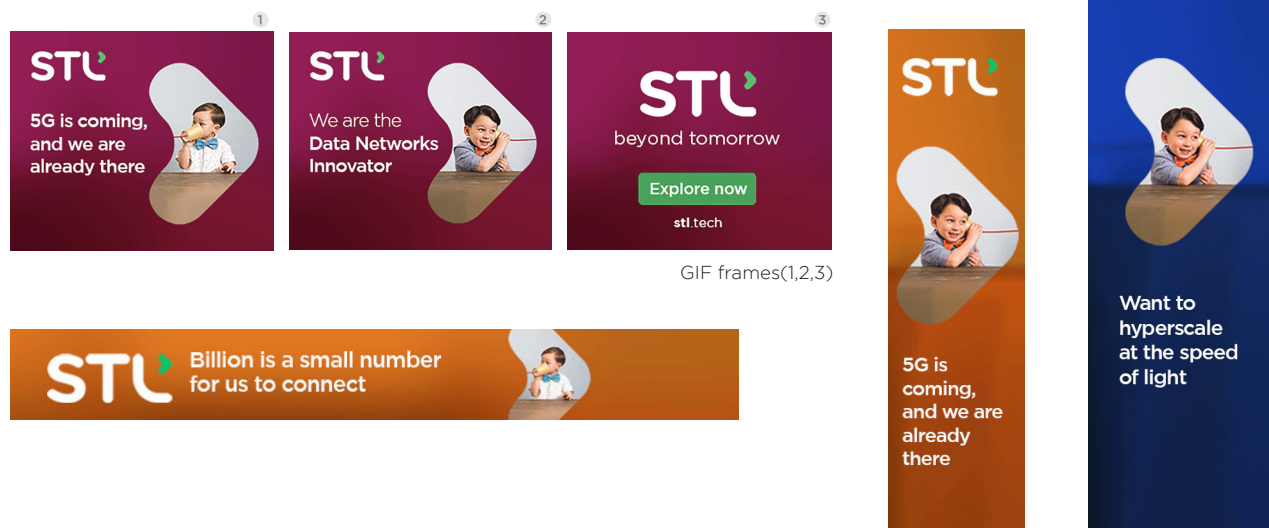 1
STL
5G is coming,
and we are
already there
2
STL
We are the
Data Networks
Innovator
3
STL
beyond tomorrow
Explore now
stl.tech
GIF frames(1,2,3)
STL
Billion is a small number
for us to connect
STL
5G is
coming,
and we are
already
there
Want to
hyperscale
at the speed
of light